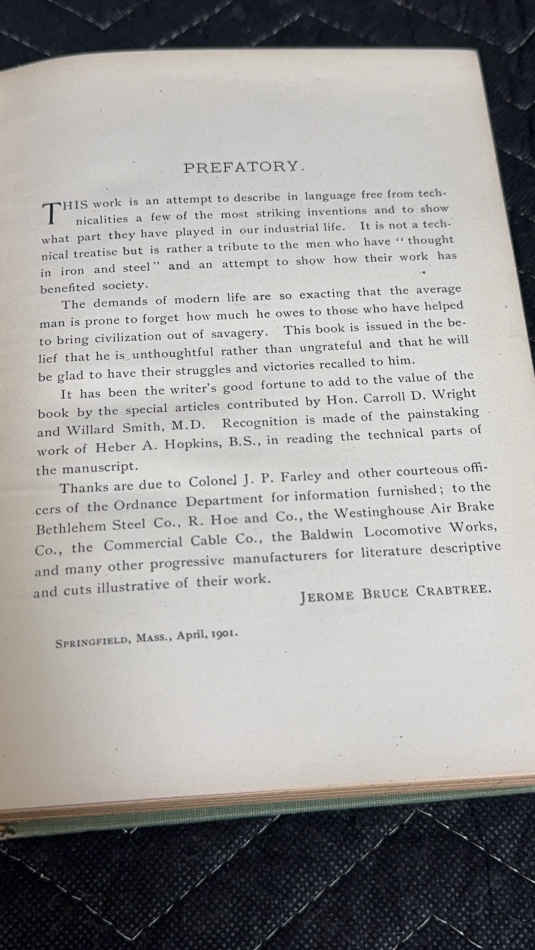 PREFATORY.
THIS work is an attempt to describe in language free from tech-
nicalities a few of the most striking inventions and to show
what part they have played in our industrial life. It is not a tech-
nical treatise but is rather a tribute to the men who have “ thought
in iron and steel ” and an attempt to show how their work has
benefited society.
The demands of modern life are so exacting that the average
man is prone to forget how much he owes to those who have helped
to bring civilization out of savagery. This book is issued in the be-
lief that he is unthoughtful rather than ungrateful and that he will
be glad to have their struggles and victories recalled to him.
It has been the writer's good fortune to add to the value of the
book by the special articles contributed by Hon. Carroll D. Wright
and Willard Smith, M.D. Recognition is made of the painstaking
work of Heber A. Hopkins, B.S., in reading the technical parts of
the manuscript.
Thanks are due to Colonel J. P. Farley and other courteous offi-
cers of the Ordnance Department for information furnished; to the
Bethlehem Steel Co., R. Hoe and Co., the Westinghouse Air Brake
Co., the Commercial Cable Co., the Baldwin Locomotive Works,
and many other progressive manufacturers for literature descriptive
and cuts illustrative of their work.
JEROME BRUCE CRABTREE.
SPRINGFIELD, MASS., April, 1901.